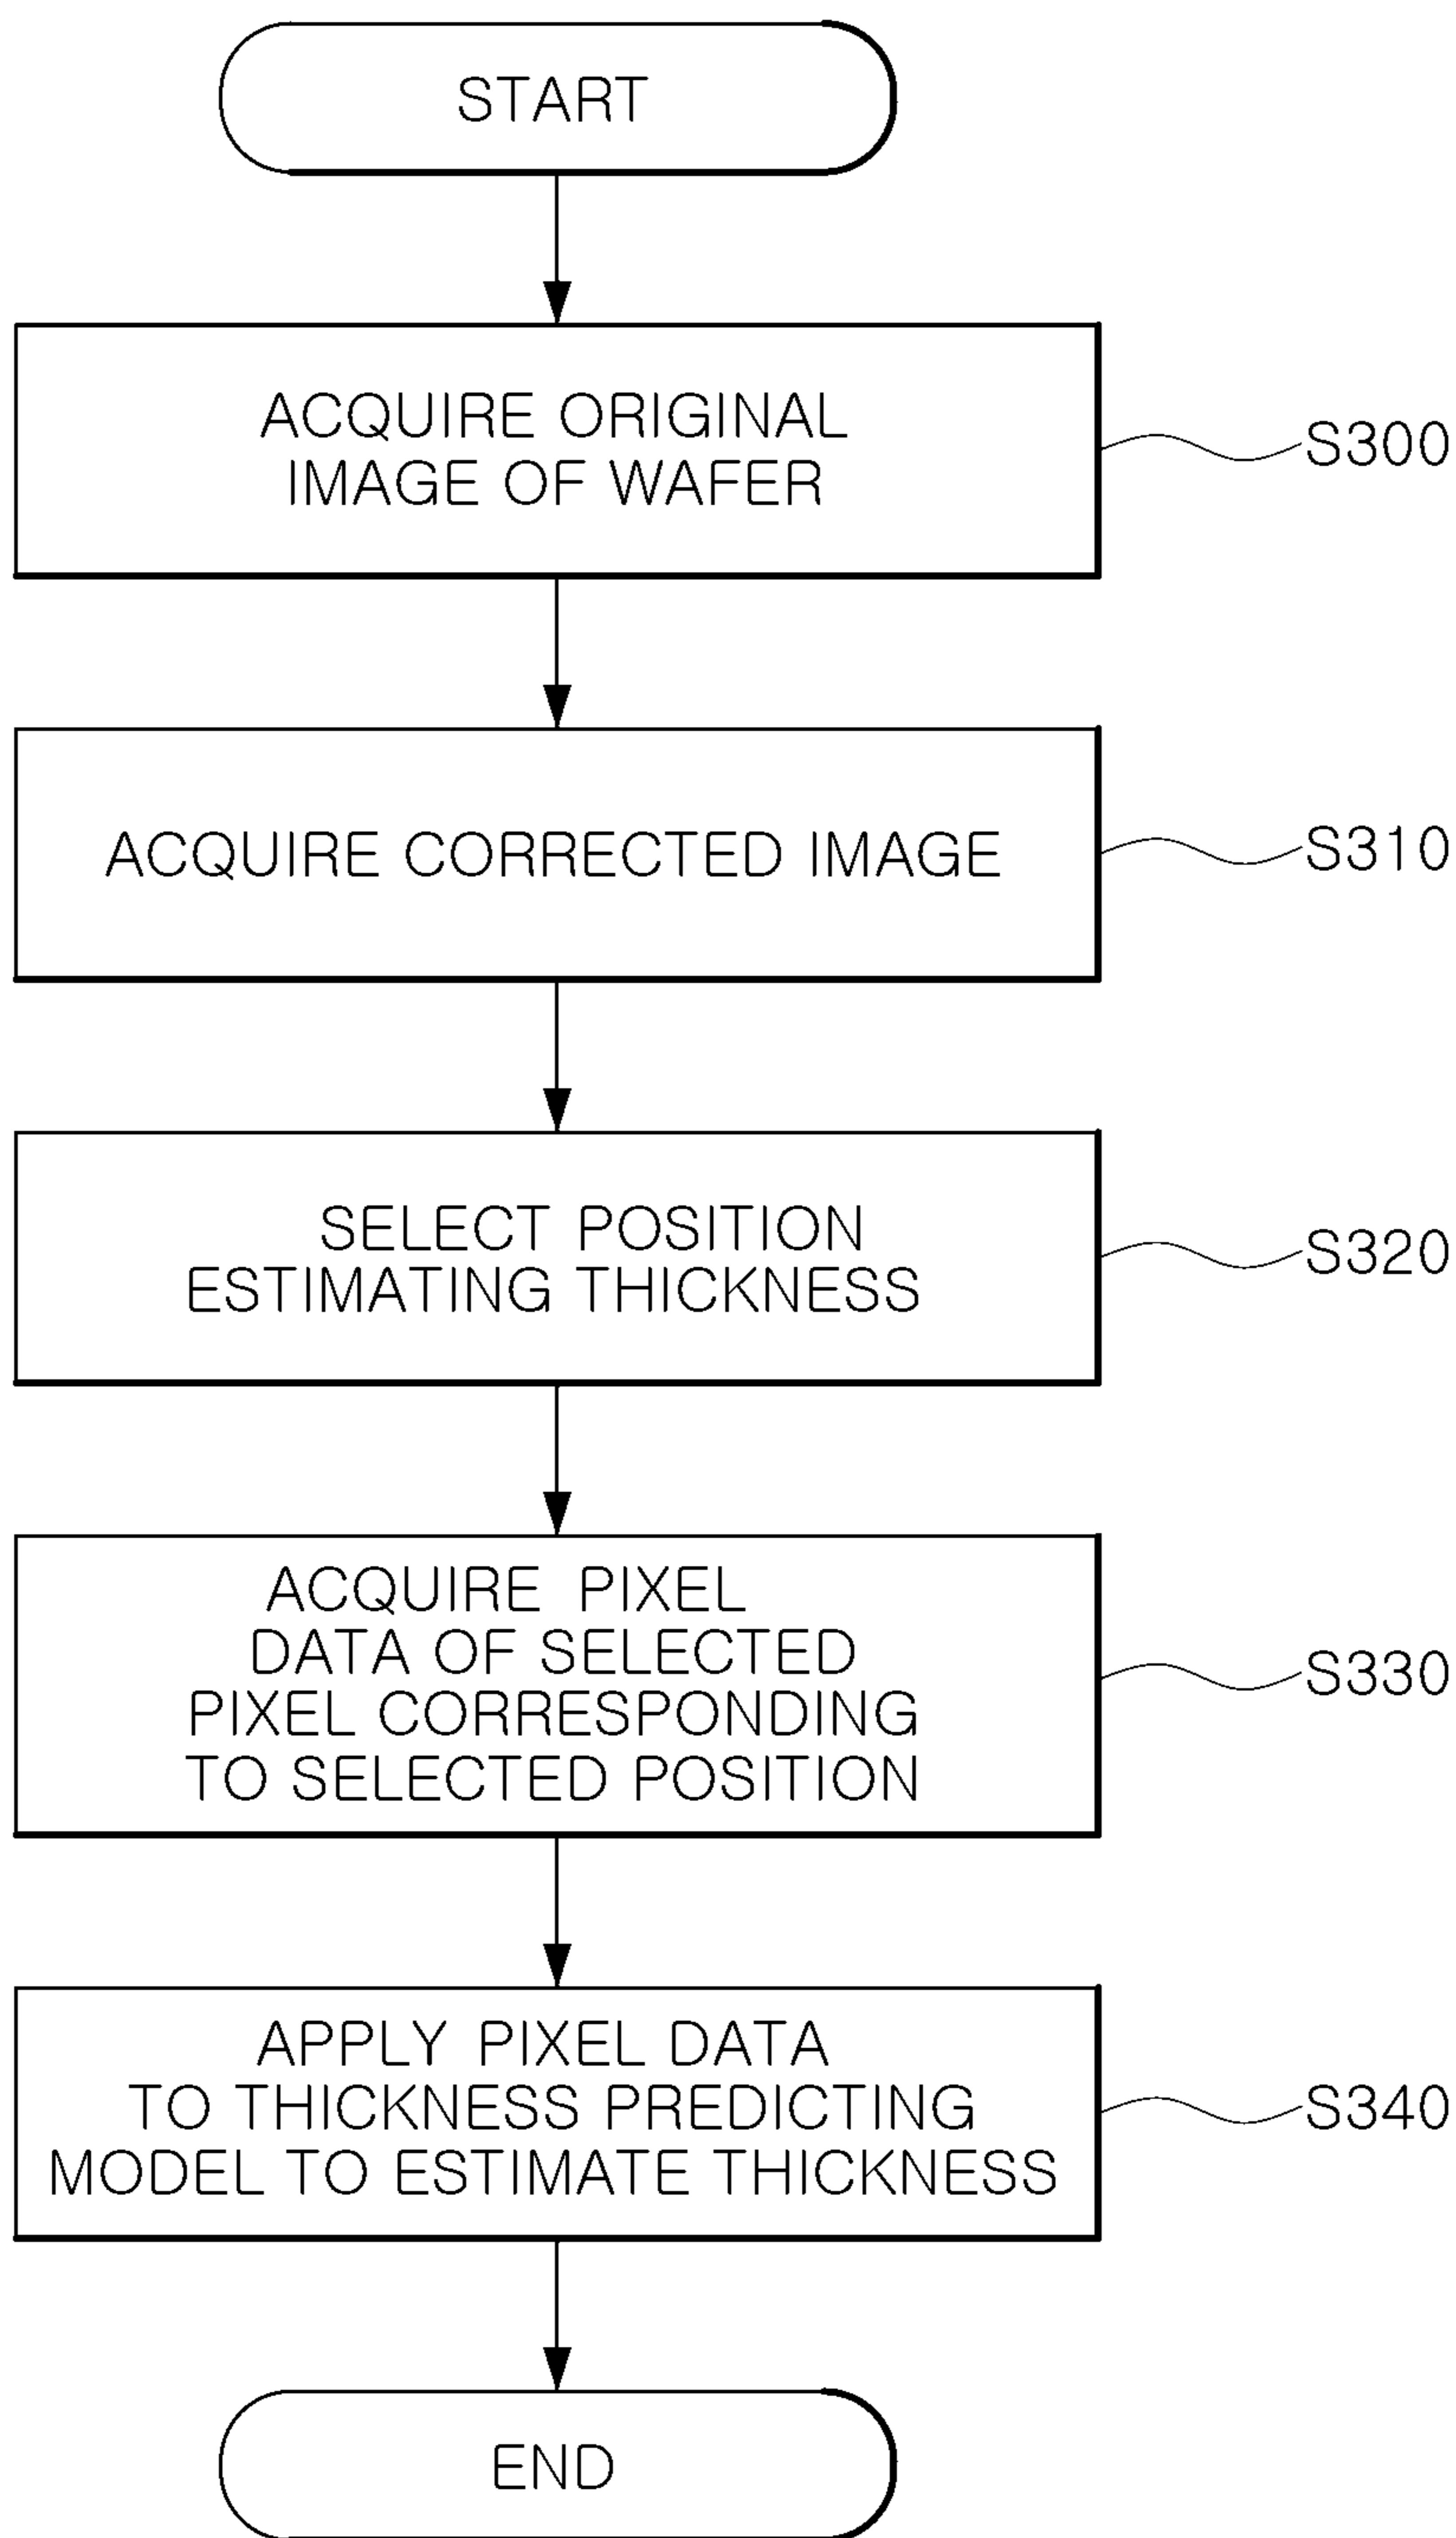 START
ACQUIRE ORIGINAL
IMAGE OF WAFER
S300
ACQUIRE CORRECTED IMAGE
S310
SELECT POSITION
ESTIMATING THICKNESS
S320
ACQUIRE PIXEL
DATA OF SELECTED
PIXEL CORRESPONDING
TO SELECTED POSITION
S330
APPLY PIXEL DATA
TO THICKNESS PREDICTING
MODEL TO ESTIMATE THICKNESS
S340
END